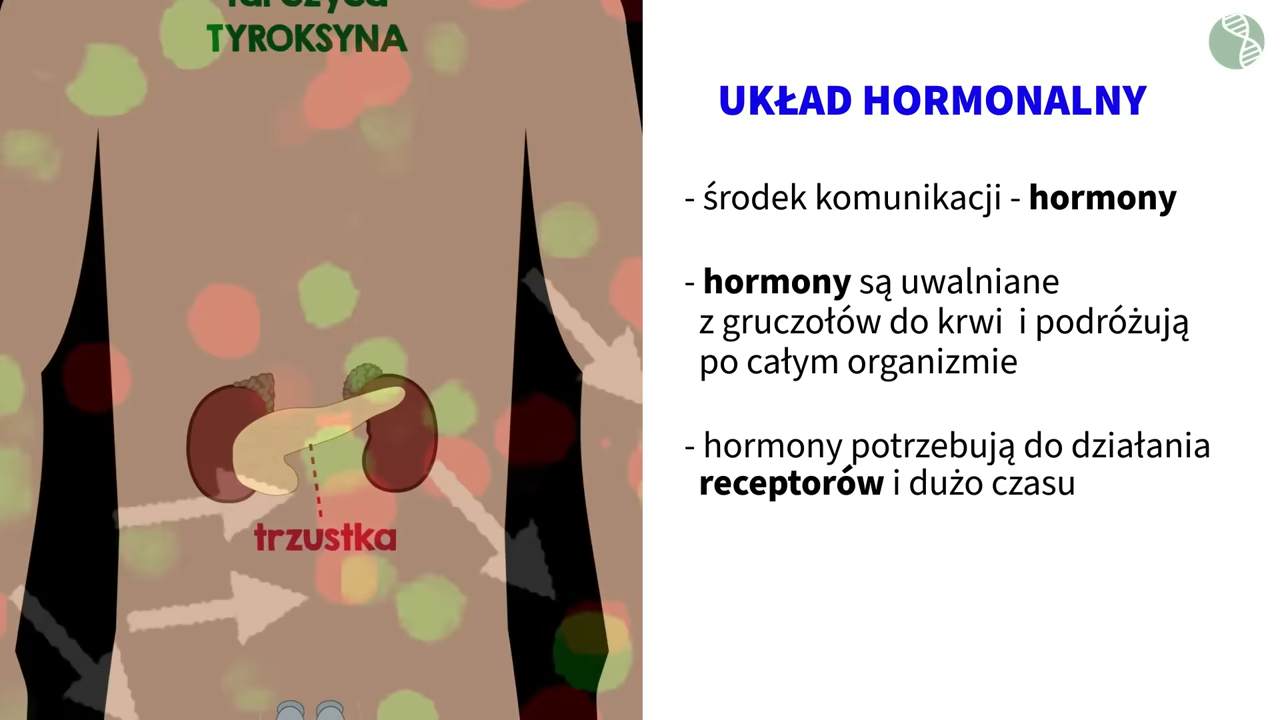 TYROKSYNA
trzustka
UKŁAD HORMONALNY
- środek komunikacji - hormony
- hormony są uwalniane
z gruczołów do krwi i podróżują
po całym organizmie
- hormony potrzebują do działania
receptorów i dużo czasu